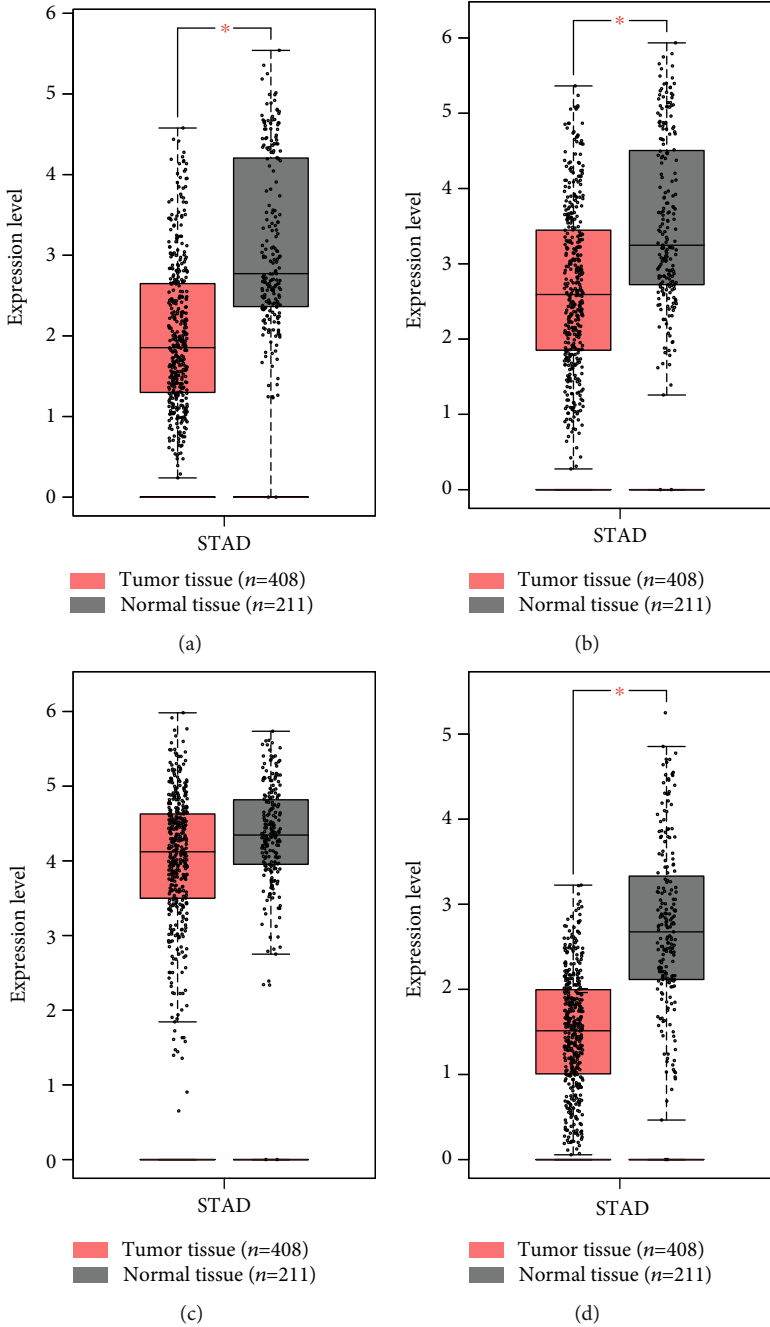 6
5
4
3
2
1
0
Expression level
*
STAD
Tumor tissue (n=408)
Normal tissue (n=211)
(a)
6
5
4
3
2
1
0
Expression level
*
STAD
Tumor tissue (n=408)
Normal tissue (n=211)
(b)
6
5
4
3
2
1
0
Expression level
STAD
Tumor tissue (n=408)
Normal tissue (n=211)
(c)
5
4
3
2
1
0
Expression level
*
STAD
Tumor tissue (n=408)
Normal tissue (n=211)
(d)